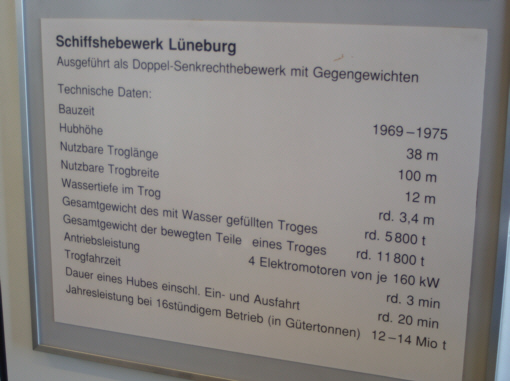 Schiffshebewerk Lüneburg
Ausgeführt als Doppel-Senkrechthebewerk mit Gegengewichten
Technische Daten:
Bauzeit 1969–1975
Hubhöhe 38 m
Nutzbare Troglänge 100 m
Nutzbare Trogbreite 12 m
Wassertiefe im Trog rd. 3,4 m
Gesamtgewicht des mit Wasser gefüllten Troges rd. 5800 t
Gesamtgewicht der bewegten Teile eines Troges rd. 11800 t
Antriebsleistung 4 Elektromotoren von je 160 kW
Trogfahrzeit rd. 3 min
Dauer eines Hubes einschl. Ein- und Ausfahrt rd. 20 min
Jahresleistung bei 16stündigem Betrieb (in Gütertonnen) 12–14 Mio t